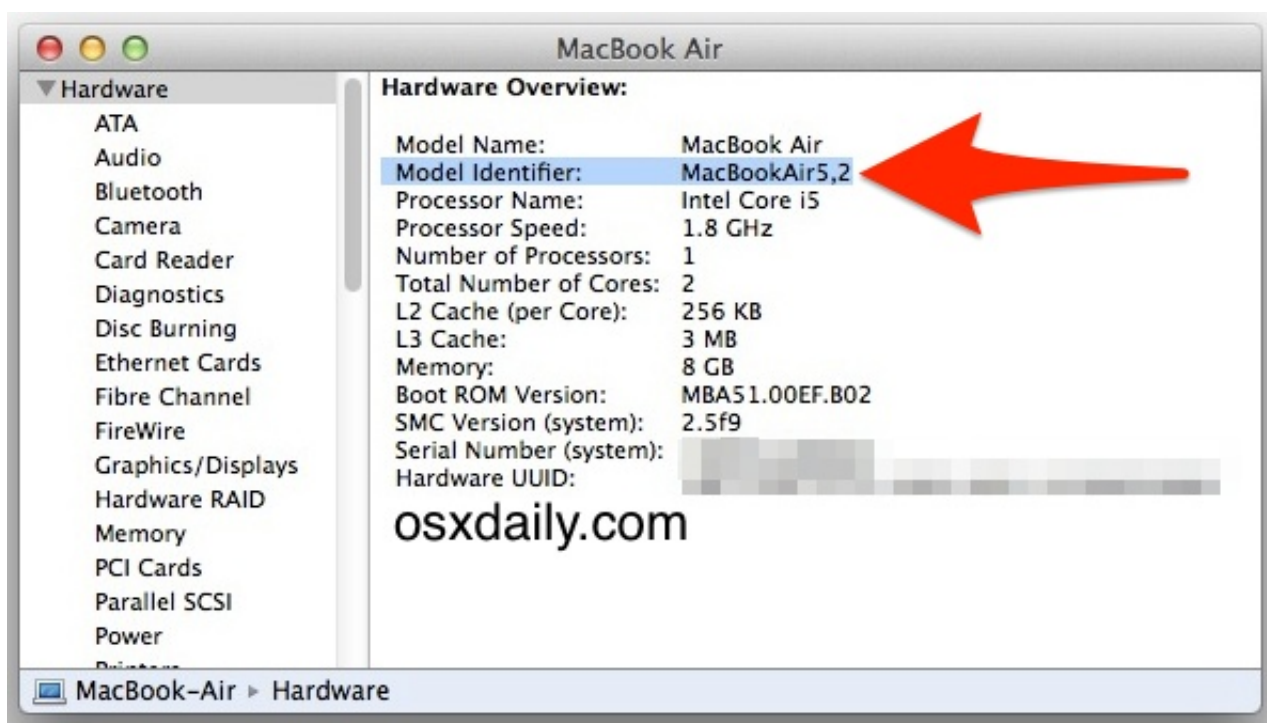 MacBook Air
Hardware
ATA
Audio
Bluetooth
Camera
Card Reader
Diagnostics
Disc Burning
Ethernet Cards
Fibre Channel
FireWire
Graphics/Displays
Hardware RAID
Memory
PCI Cards
Parallel SCSI
Power
Hardware Overview:
Model Name: MacBook Air
Model Identifier: MacBookAir5,2
Processor Name: Intel Core i5
Processor Speed: 1.8 GHz
Number of Processors: 1
Total Number of Cores: 2
L2 Cache (per Core): 256 KB
L3 Cache: 3 MB
Memory: 8 GB
Boot ROM Version: MBA51.00EF.B02
SMC Version (system): 2.5f9
Serial Number (system):
Hardware UUID:
osxdaily.com
MacBook-Air ▸ Hardware